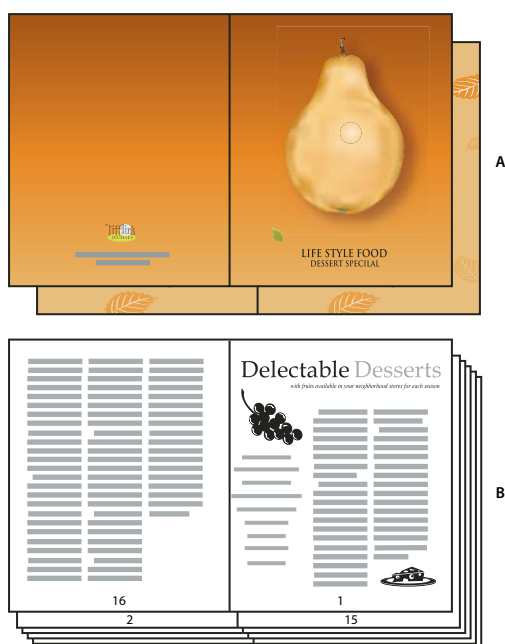 LIFE STYLE FOOD
DESSERT SPECILAL
A
Delectable Desserts
with fruits available in your neighborhood stores for each season
B
16
1
2
15